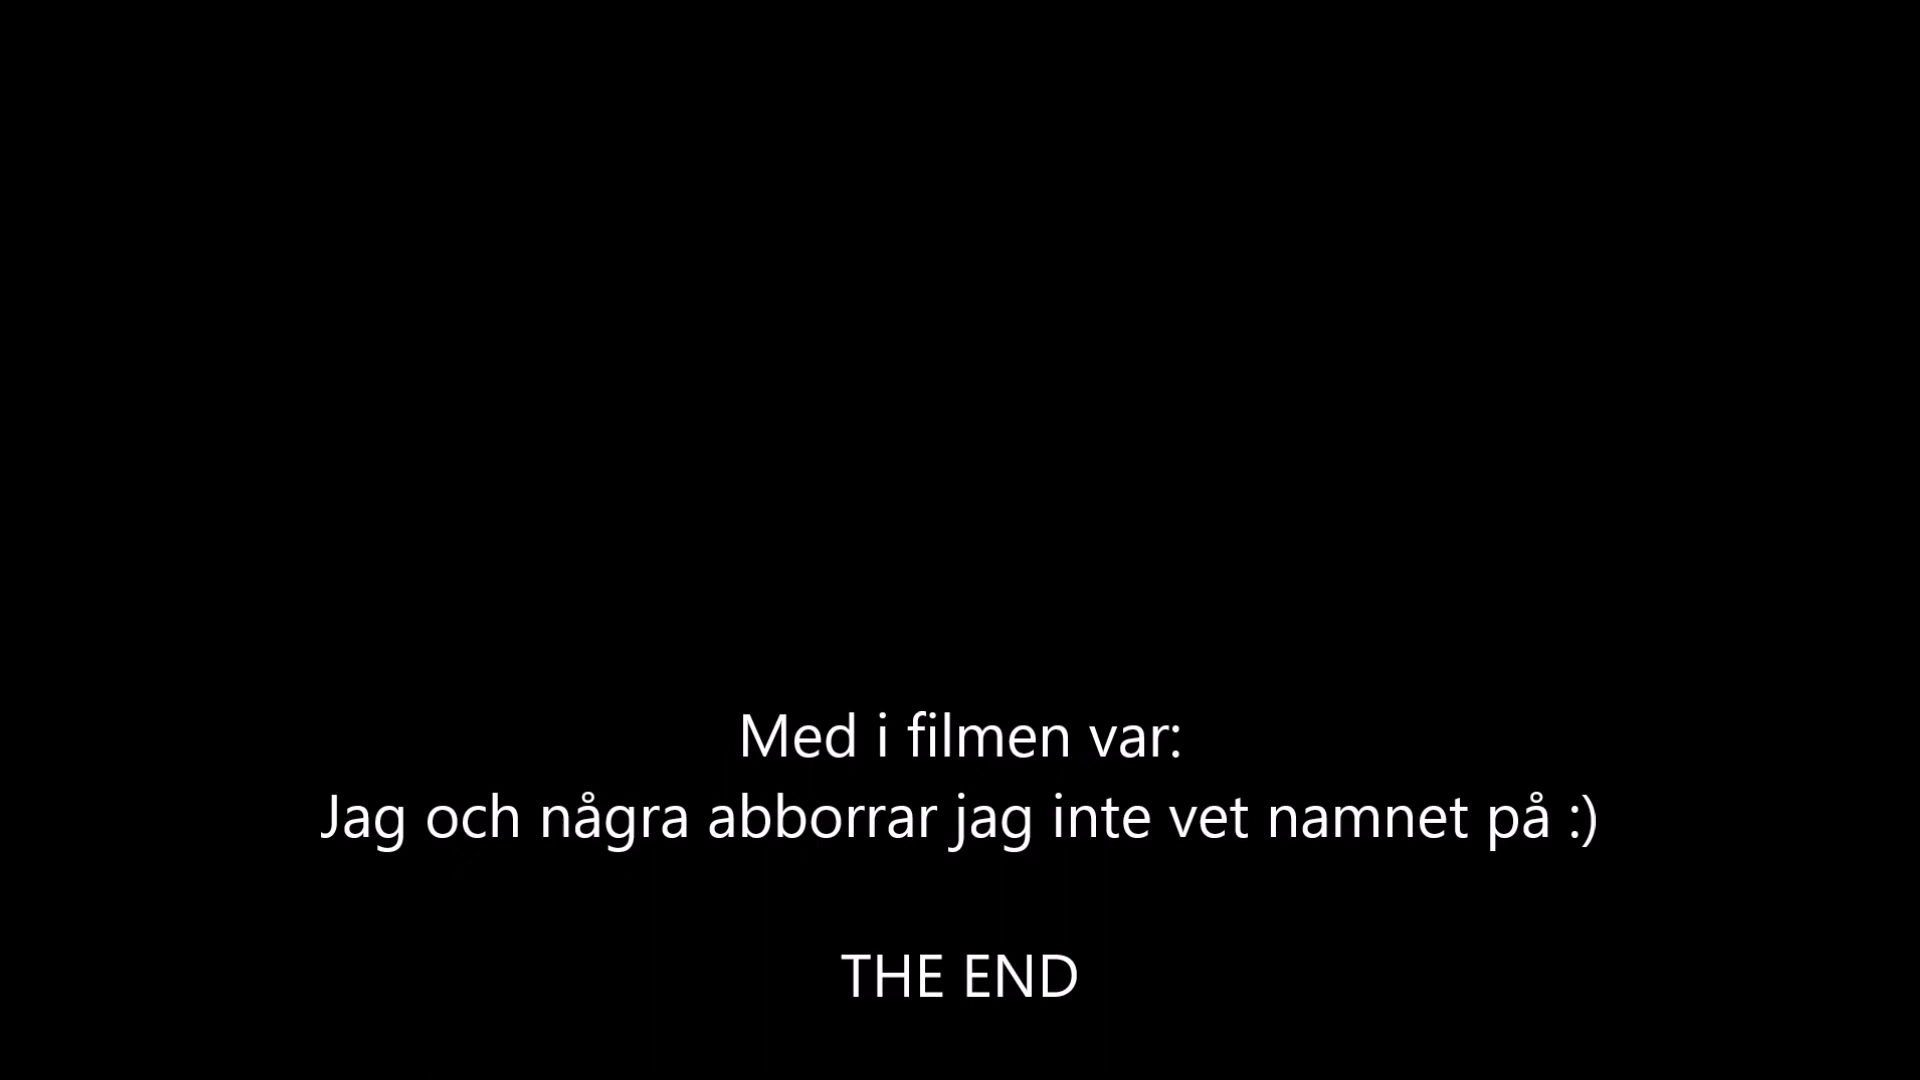 Med i filmen var:
Jag och några abborrar jag inte vet namnet på :)
THE END